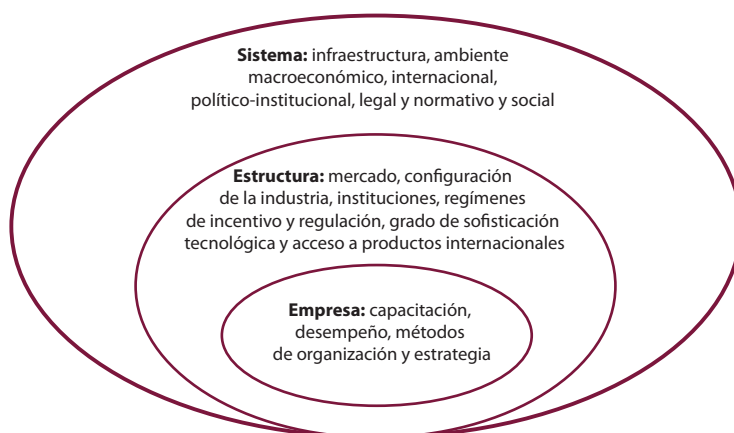 Sistema: infraestructura, ambiente
macroeconómico, internacional,
político-institucional, legal y normativo y social
Estructura: mercado, configuración
de la industria, instituciones, regímenes
de incentivo y regulación, grado de sofisticación
tecnológica y acceso a productos internacionales
Empresa: capacitación,
desempeño, métodos
de organización y estrategia